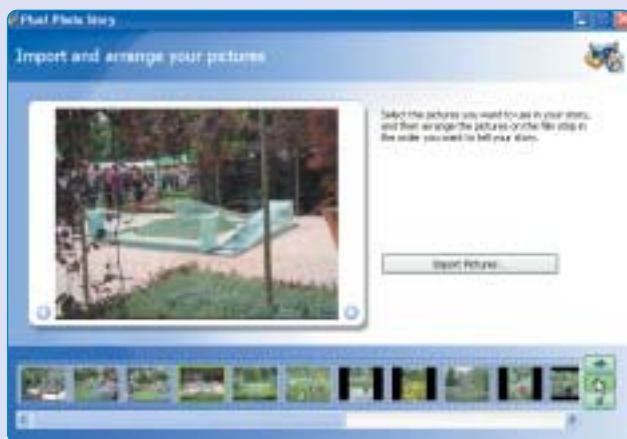 Plus! Photo Story
Import and arrange your pictures
Select the pictures you want to use in your story,
and then arrange the pictures on the film strip in
the order you want to tell your story.
Import Pictures...